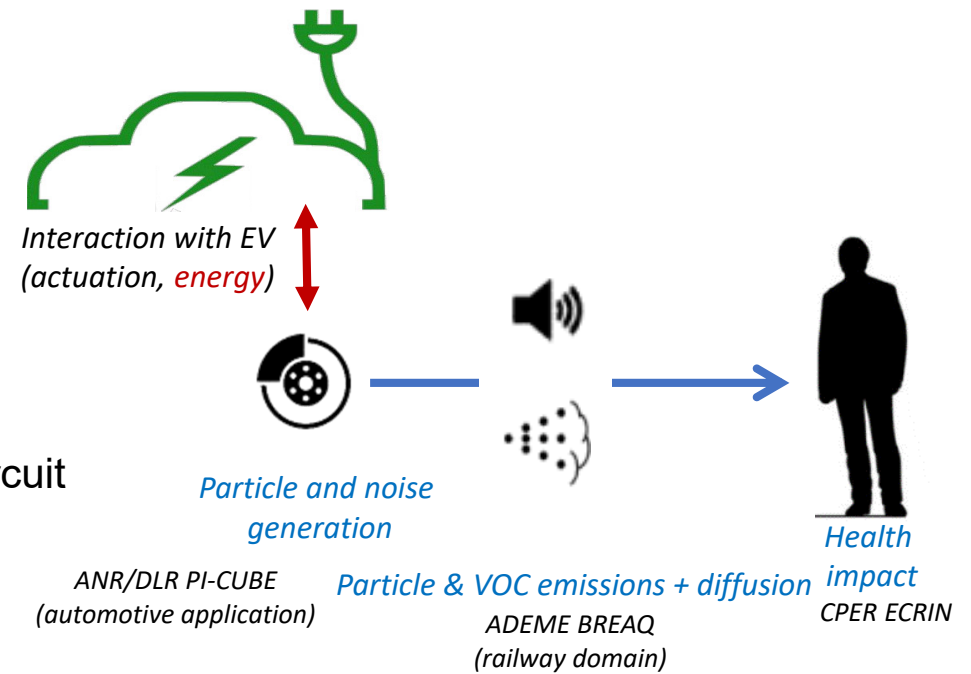 Interaction with EV
(actuation, energy)
rcuit
Particle and noise
generation
ANR/DLR PI-CUBE
(automotive application)
Particle & VOC emissions + diffusion
ADEME BREAQ
(railway domain)
Health
impact
CPER ECRIN